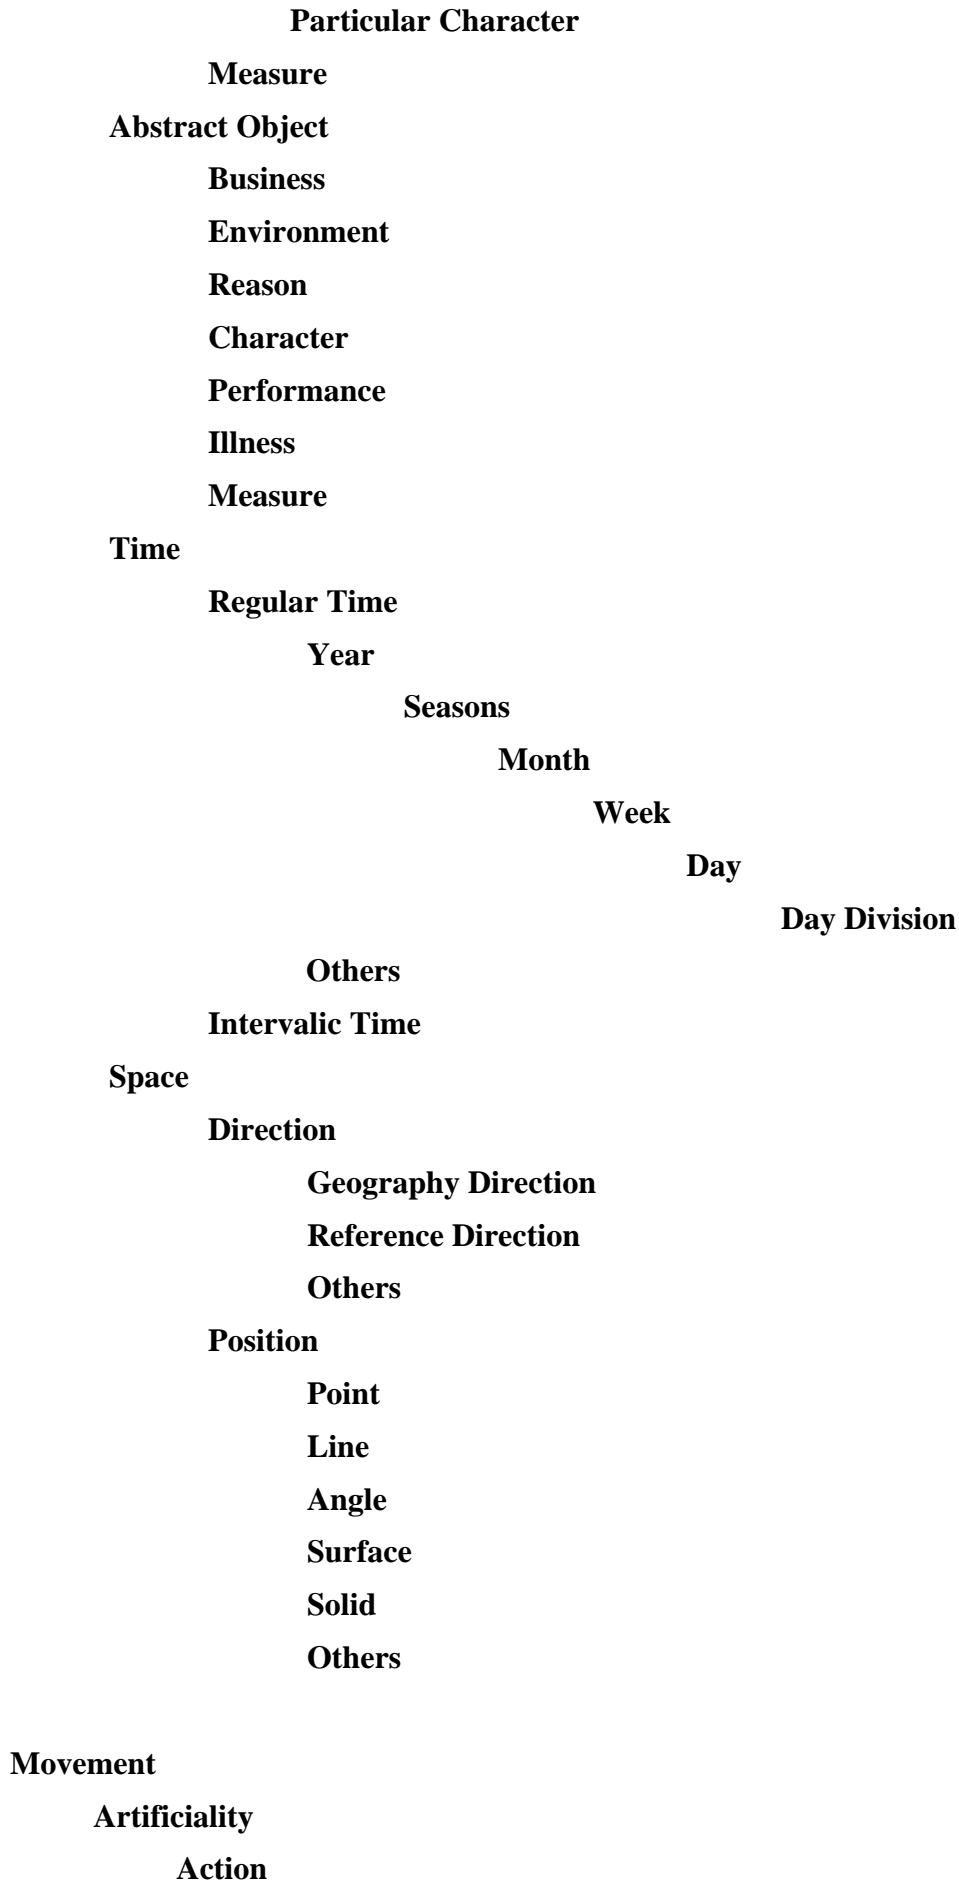 Particular Character
Measure
Abstract Object
Business
Environment
Reason
Character
Performance
Illness
Measure
Time
Regular Time
Year
Seasons
Month
Week
Day
Day Division
Others
Intervalic Time
Space
Direction
Geography Direction
Reference Direction
Others
Position
Point
Line
Angle
Surface
Solid
Others
Movement
Artificiality
Action